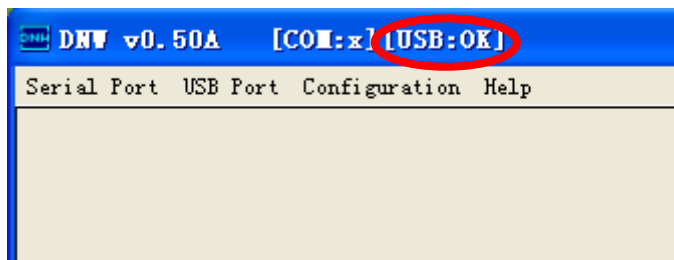 DNW v0.50A [COM:x][USB:OK]
Serial Port USB Port Configuration Help